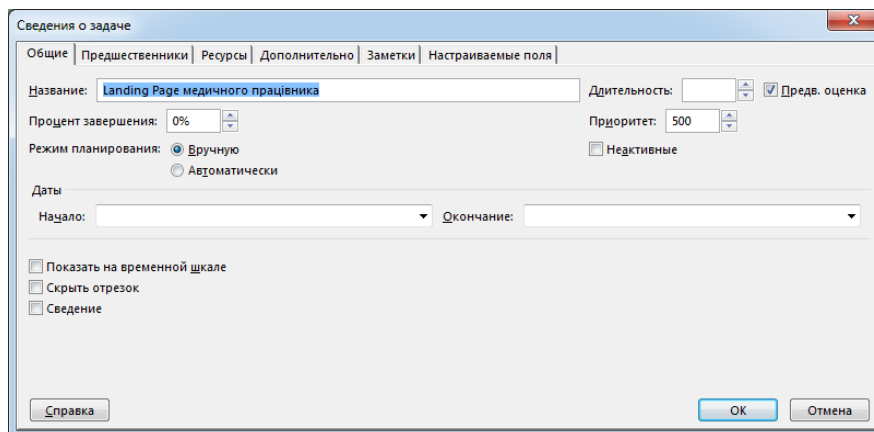 Сведения о задаче
Общие Предшественники Ресурсы Дополнительно Заметки Настраиваемые поля
Название: Landing Page медичного працівника Длительность: Предв. оценка
Процент завершения: 0% Приоритет: 500
Режим планирования: Вручную Неактивные
Автоматически
Даты
Начало: Окончание:
Показать на временной шкале
Скрыть отрезок
Сведение
Справка ОК Отмена